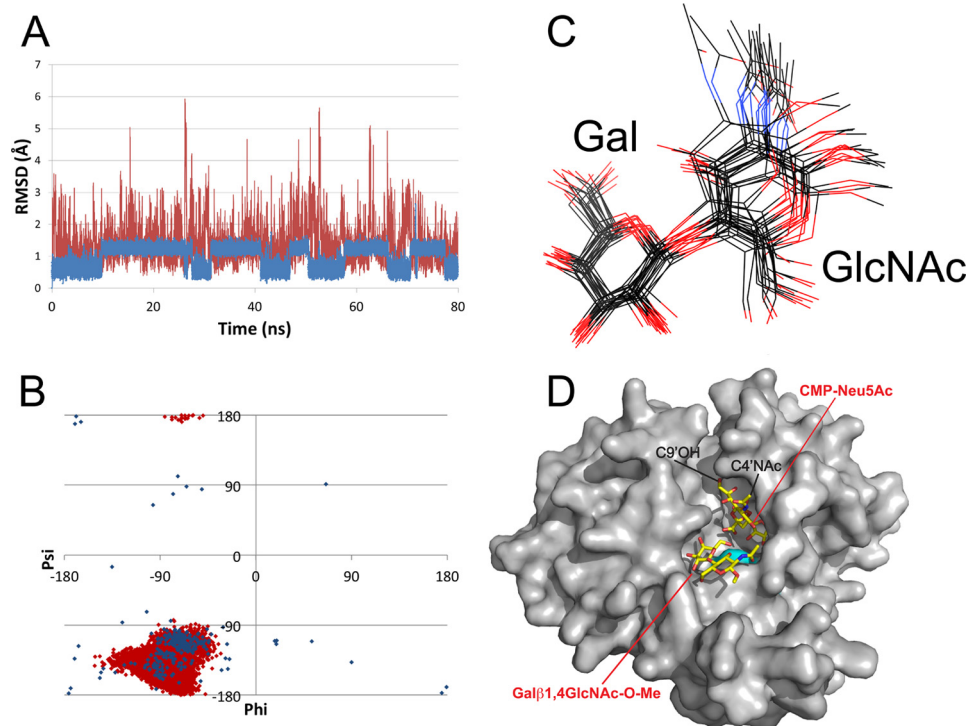 A
7
6
5
4
3
2
1
0
RMSD (Å)
0 20 40 60 80
Time (ns)
C
Gal
GlcNAc
B
180
90
0
-90
-180
Psi
-180 -90 0 90 180
Phi
D
CMP-Neu5Ac
C9'OH
C4'NAc
Galβ1,4GlcNAc-O-Me